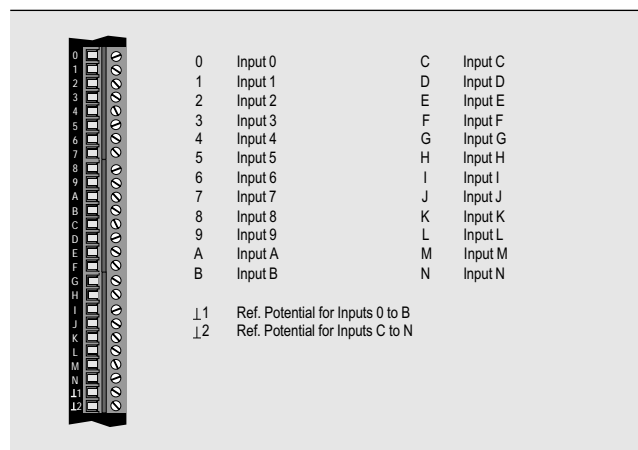 0
1
2
3
4
5
6
7
8
9
A
B
C
D
E
F
G
H
I
J
K
L
M
N
⊥1
⊥2
0 Input 0 C Input C
1 Input 1 D Input D
2 Input 2 E Input E
3 Input 3 F Input F
4 Input 4 G Input G
5 Input 5 H Input H
6 Input 6 I Input I
7 Input 7 J Input J
8 Input 8 K Input K
9 Input 9 L Input L
A Input A M Input M
B Input B N Input N
⊥1 Ref. Potential for Inputs 0 to B
⊥2 Ref. Potential for Inputs C to N